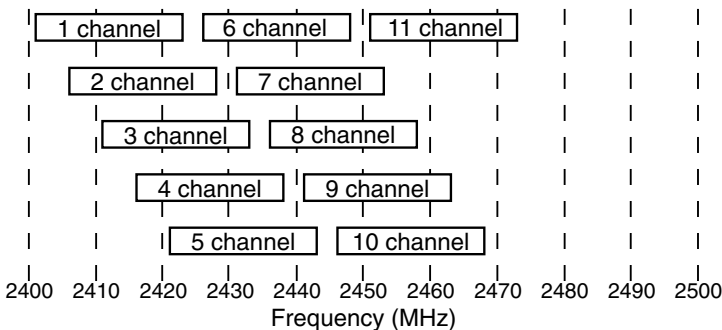 1 channel 6 channel 11 channel
2 channel 7 channel
3 channel 8 channel
4 channel 9 channel
5 channel 10 channel
2400 2410 2420 2430 2440 2450 2460 2470 2480 2490 2500
Frequency (MHz)